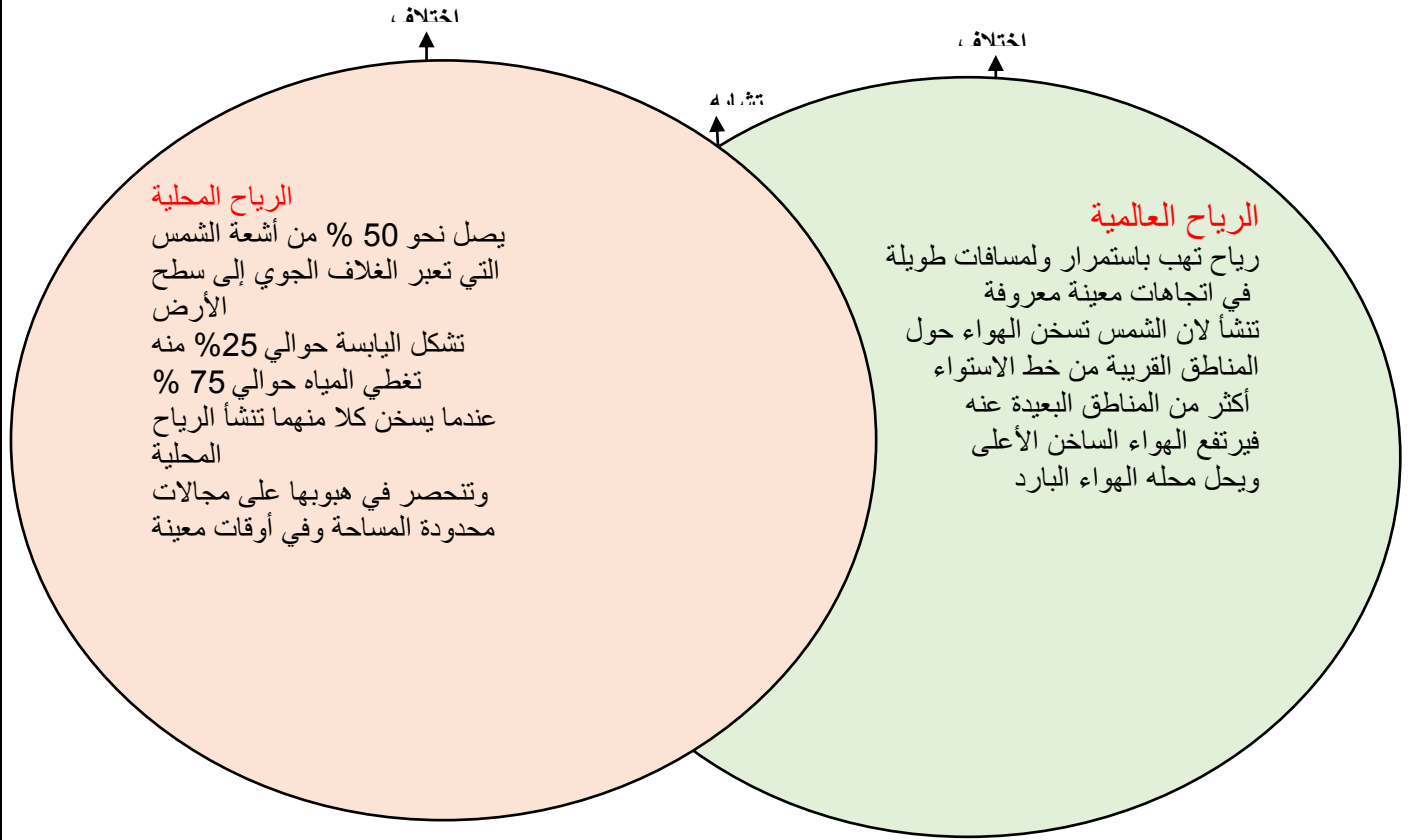 اختلاف
اختلاف
تشابه
الرياح العالمية
رياح تهب باستمرار ولمسافات طويلة
في اتجاهات معينة معروفة
تنشأ لان الشمس تسخن الهواء حول
المناطق القريبة من خط الاستواء
أكثر من المناطق البعيدة عنه
فيرتفع الهواء الساخن الأعلى
ويحل محله الهواء البارد
الرياح المحلية
يصل نحو 50 % من أشعة الشمس
التي تعبر الغلاف الجوي إلى سطح
الأرض
تشكل اليابسة حوالي 25% منه
تغطي المياه حوالي 75 %
عندما يسخن كلا منهما تنشأ الرياح
المحلية
وتنحصر في هبوبها على مجالات
محدودة المساحة وفي أوقات معينة